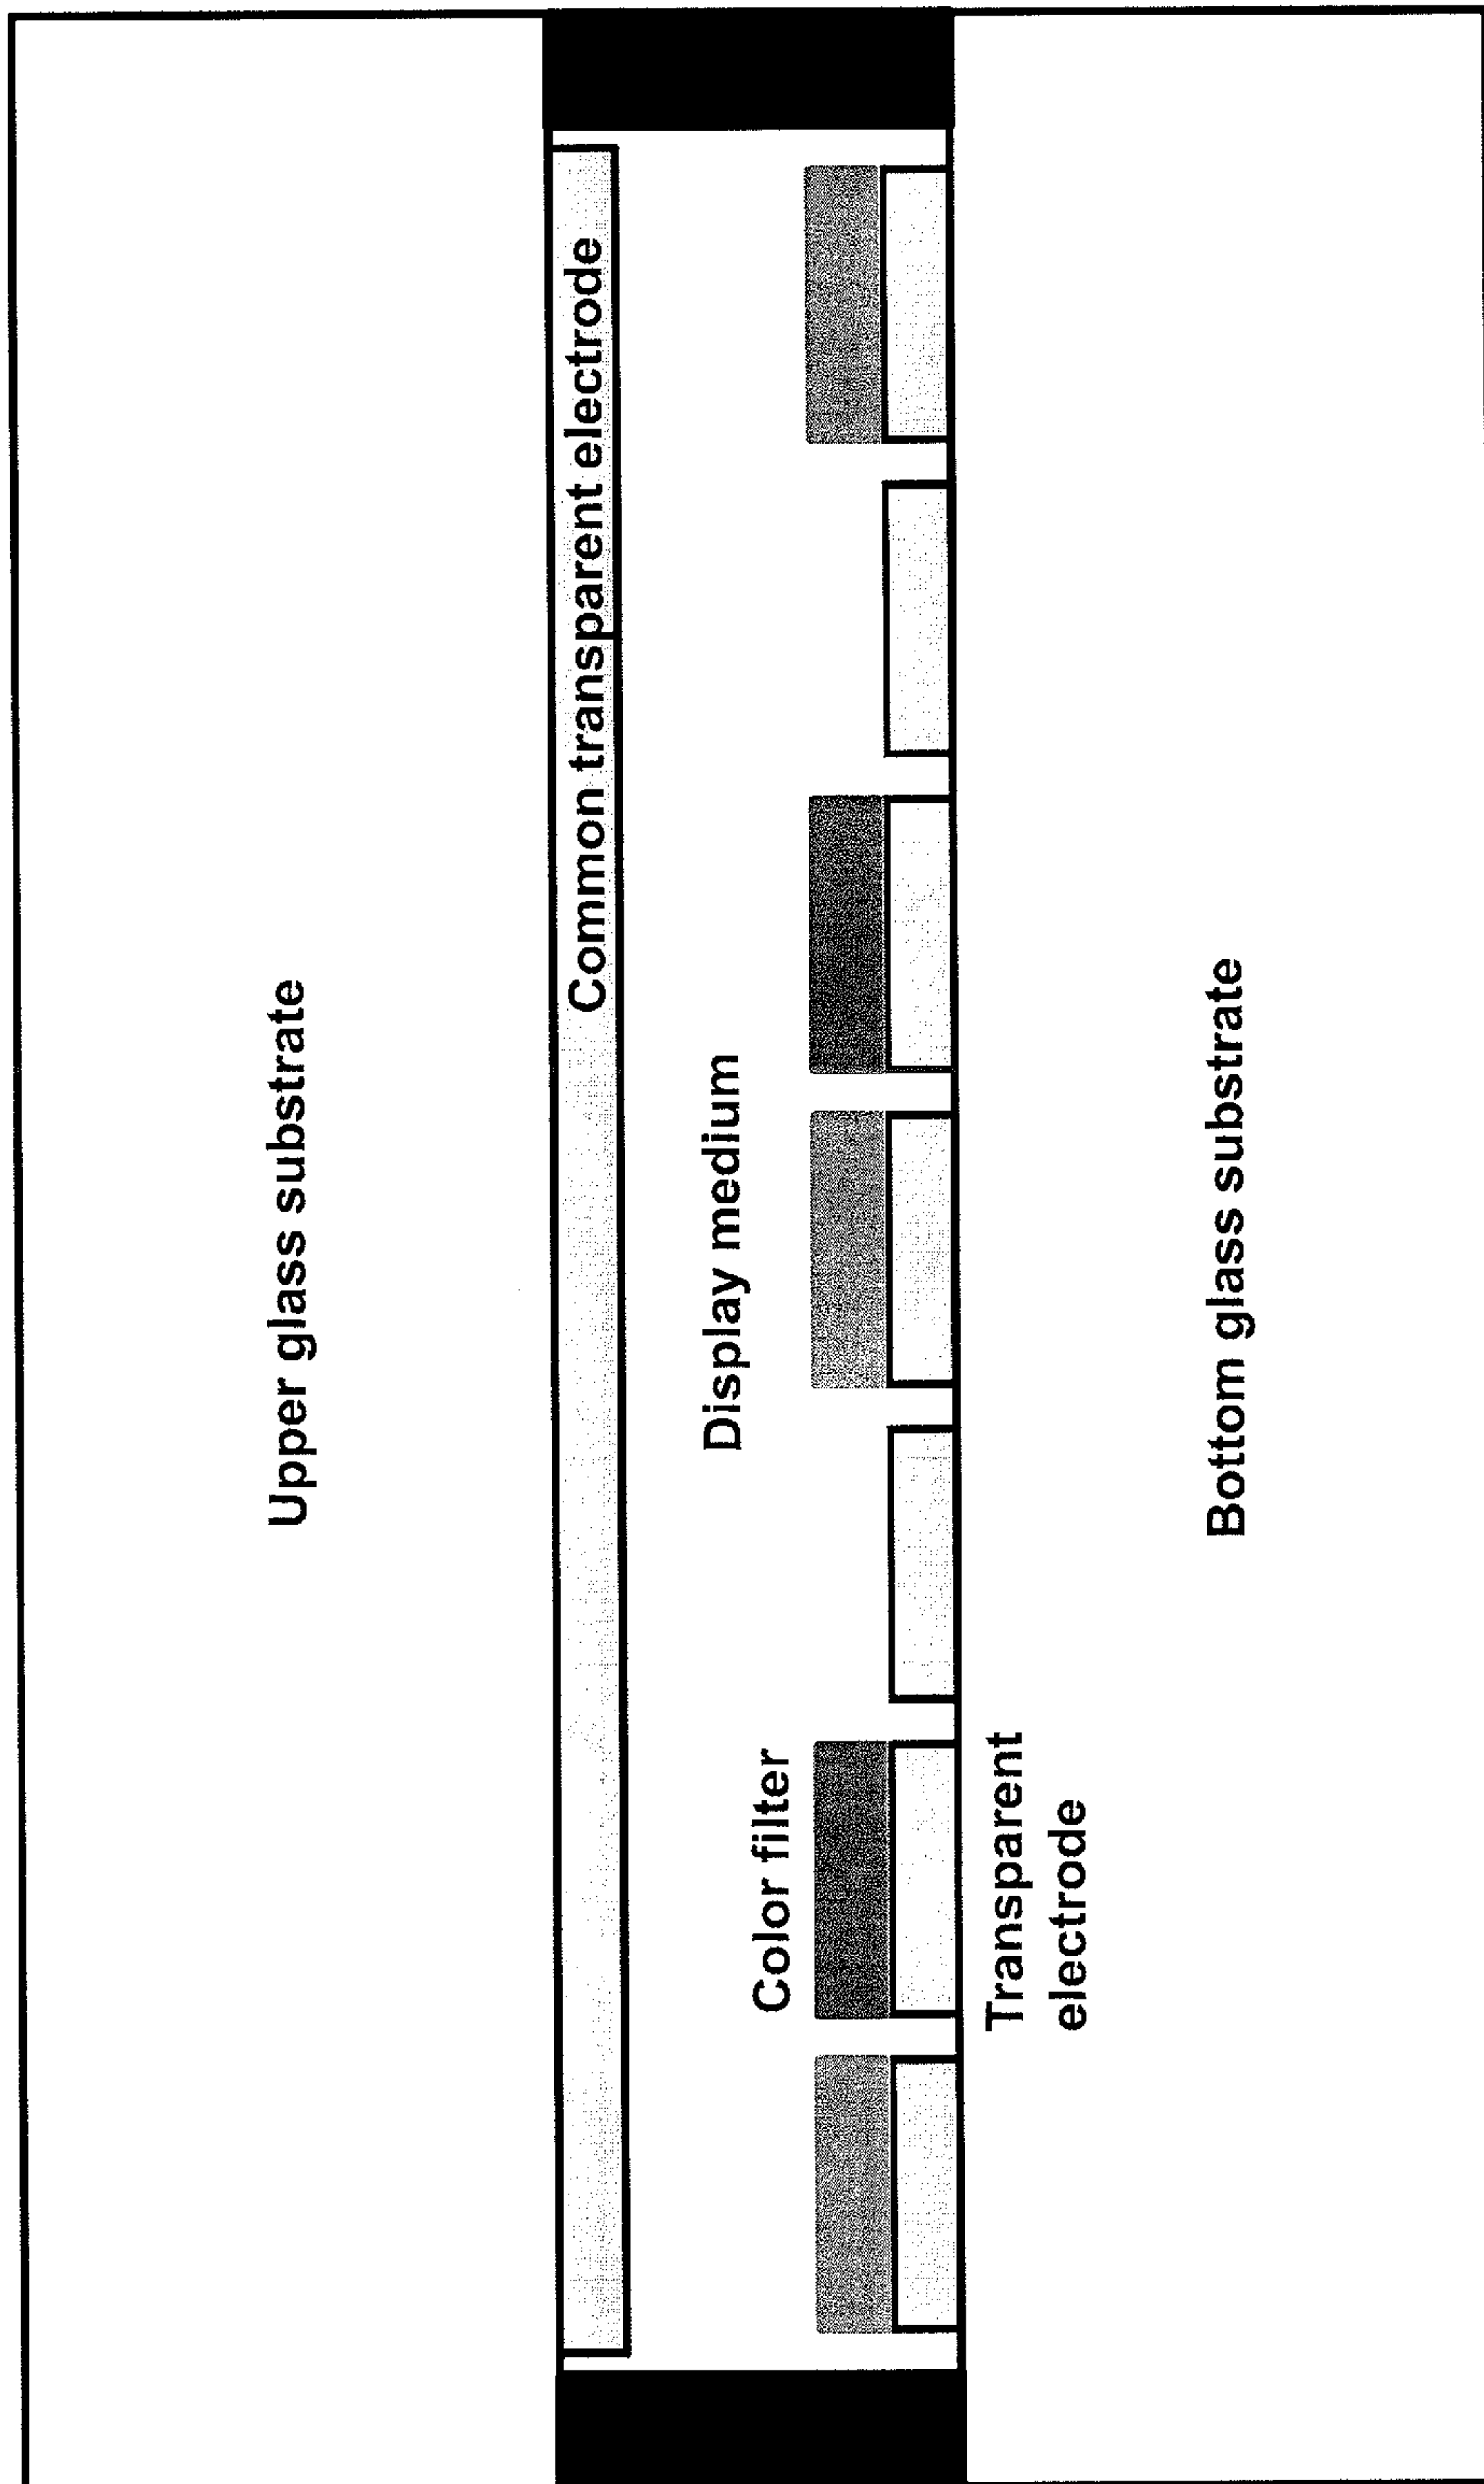 Upper glass substrate
Common transparent electrode
Display medium
Color filter
Transparent
electrode
Bottom glass substrate